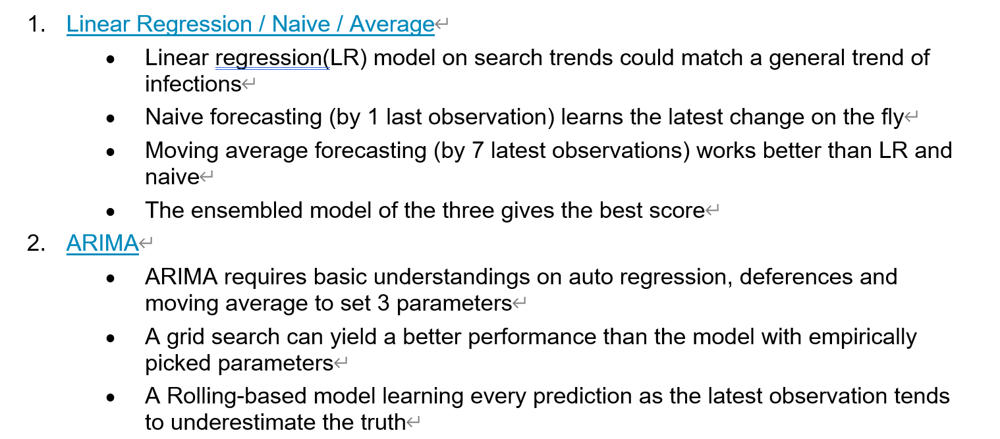 1. Linear Regression / Naive / Average↵
• Linear regression(LR) model on search trends could match a general trend of
infections↵
• Naive forecasting (by 1 last observation) learns the latest change on the fly↵
• Moving average forecasting (by 7 latest observations) works better than LR and
naive↵
• The ensembled model of the three gives the best score↵
2. ARIMA↵
• ARIMA requires basic understandings on auto regression, deferences and
moving average to set 3 parameters↵
• A grid search can yield a better performance than the model with empirically
picked parameters↵
• A Rolling-based model learning every prediction as the latest observation tends
to underestimate the truth↵